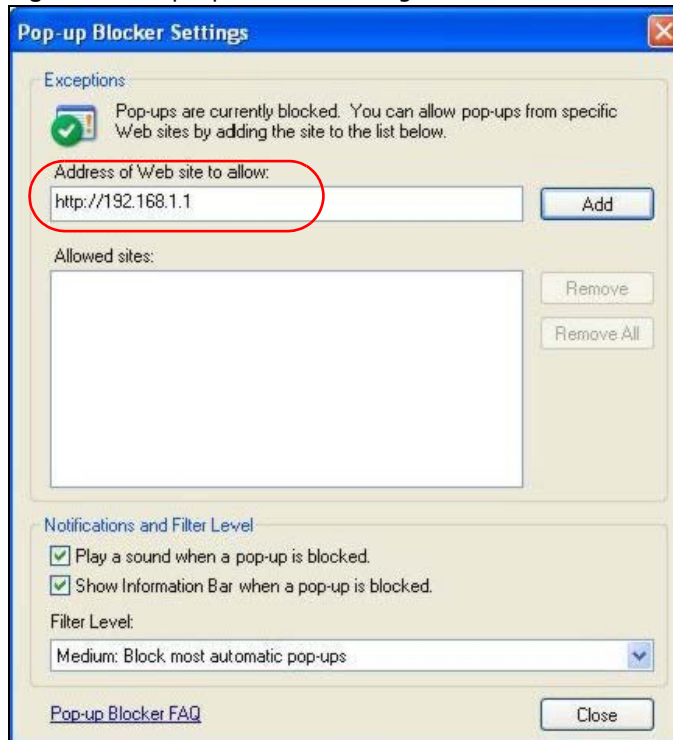 Pop-up Blocker Settings
Exceptions
Pop-ups are currently blocked. You can allow pop-ups from specific
Web sites by adding the site to the list below.
Address of Web site to allow:
http://192.168.1.1
Add
Allowed sites:
Remove
Remove All
Notifications and Filter Level
Play a sound when a pop-up is blocked.
Show Information Bar when a pop-up is blocked.
Filter Level:
Medium: Block most automatic pop-ups
Pop-up Blocker FAQ
Close